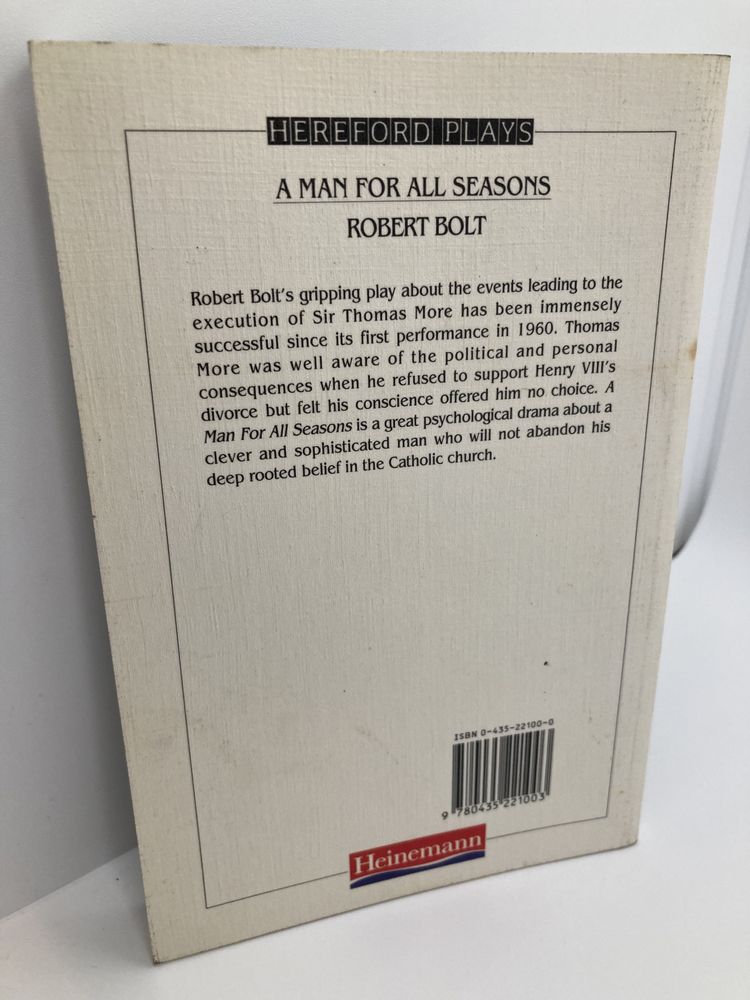 HEREFORD PLAYS
A MAN FOR ALL SEASONS
ROBERT BOLT
Robert Bolt's gripping play about the events leading to the
execution of Sir Thomas More has been immensely
successful since its first performance in 1960. Thomas
More was well aware of the political and personal
consequences when he refused to support Henry VIII's
divorce but felt his conscience offered him no choice. A
Man For All Seasons is a great psychological drama about a
clever and sophisticated man who will not abandon his
deep rooted belief in the Catholic church.
ISBN 0-435-22100-0
9 780435 221003
Heinemann